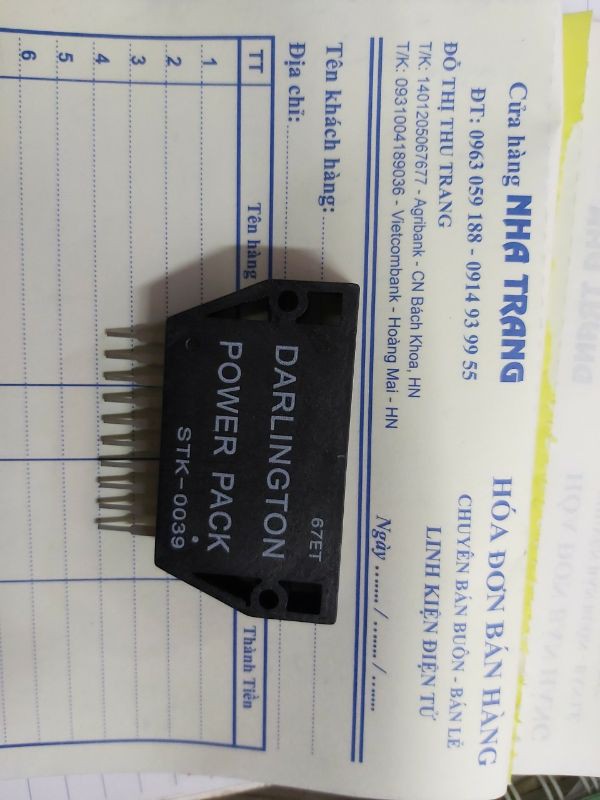 Cửa hàng NHA TRANG
ĐT: 0963 059 188 - 0914 93 99 55
ĐỖ THỊ THU TRANG
T/K: 1401205067677 - Agribank - CN Bách Khoa, HN
T/K: 0931004189036 - Vietcombank - Hoàng Mai - HN
HÓA ĐƠN BÁN HÀNG
CHUYÊN BÁN BUÔN - BÁN LẺ
LINH KIỆN ĐIỆN TỬ
Ngày ....... / ....... / .......
Tên khách hàng:
Địa chỉ:
TT Tên hàng Thành Tiền
1
2
3
4
5
6
67ET
DARLINGTON
POWER PACK
STK-0039